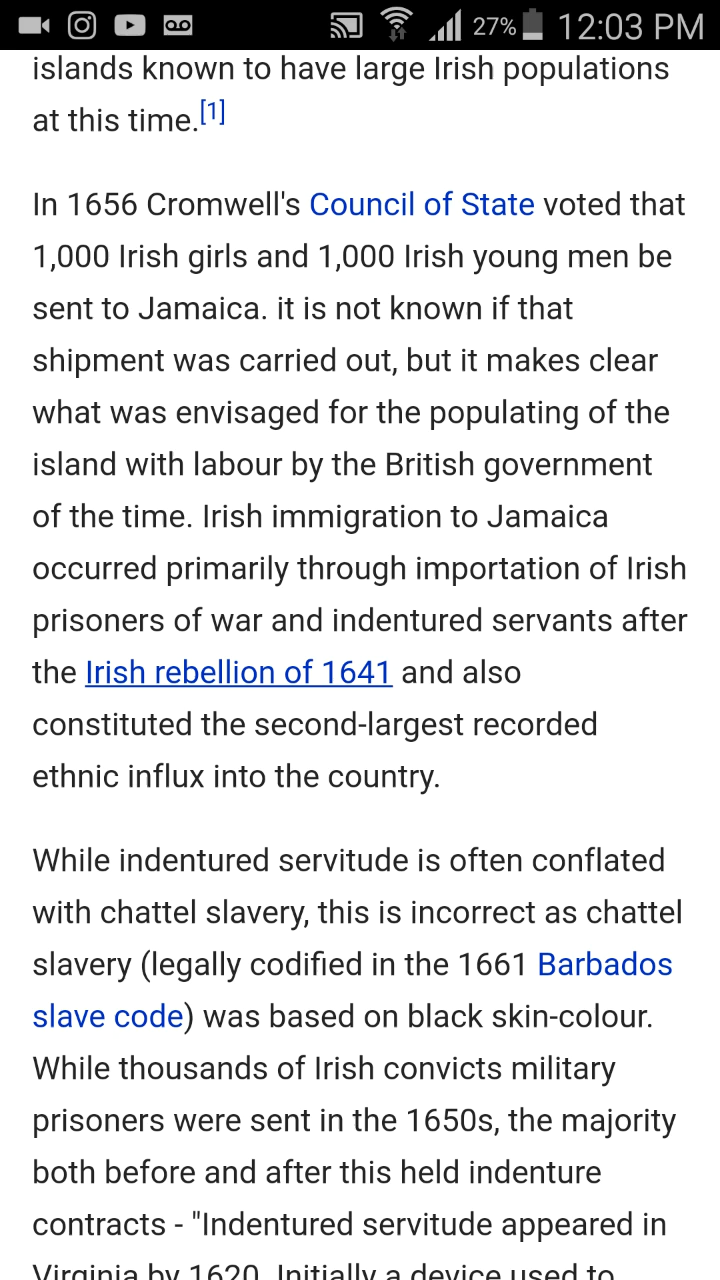 27% 12:03 PM
islands known to have large Irish populations
at this time.[1]
In 1656 Cromwell's Council of State voted that
1,000 Irish girls and 1,000 Irish young men be
sent to Jamaica. it is not known if that
shipment was carried out, but it makes clear
what was envisaged for the populating of the
island with labour by the British government
of the time. Irish immigration to Jamaica
occurred primarily through importation of Irish
prisoners of war and indentured servants after
the Irish rebellion of 1641 and also
constituted the second-largest recorded
ethnic influx into the country.
While indentured servitude is often conflated
with chattel slavery, this is incorrect as chattel
slavery (legally codified in the 1661 Barbados
slave code) was based on black skin-colour.
While thousands of Irish convicts military
prisoners were sent in the 1650s, the majority
both before and after this held indenture
contracts - "Indentured servitude appeared in
Virginia by 1620. Initially a device used to